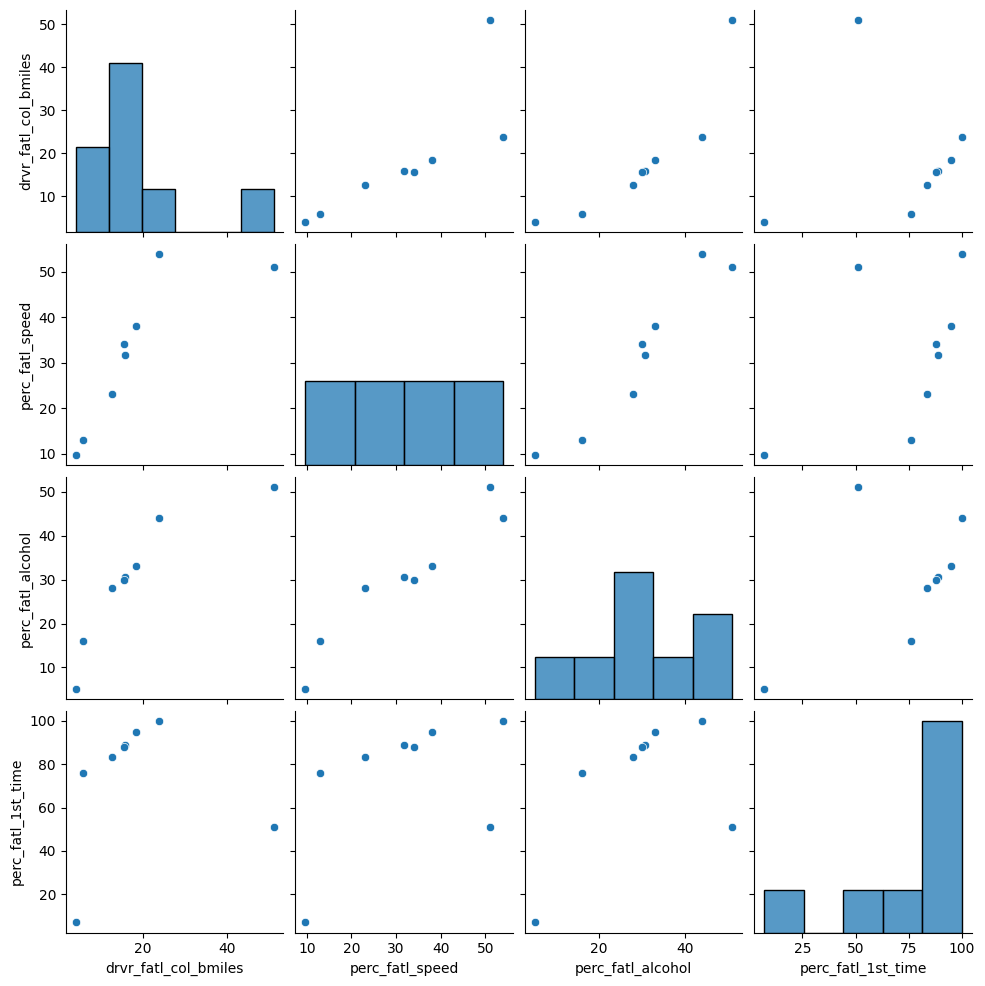 50
40
30
20
10
drvr_fatl_col_bmiles
50
40
30
20
10
perc_fatl_speed
50
40
30
20
10
perc_fatl_alcohol
100
80
60
40
20
perc_fatl_1st_time
20 40
drvr_fatl_col_bmiles
10 20 30 40 50
perc_fatl_speed
20 40
perc_fatl_alcohol
25 50 75 100
perc_fatl_1st_time